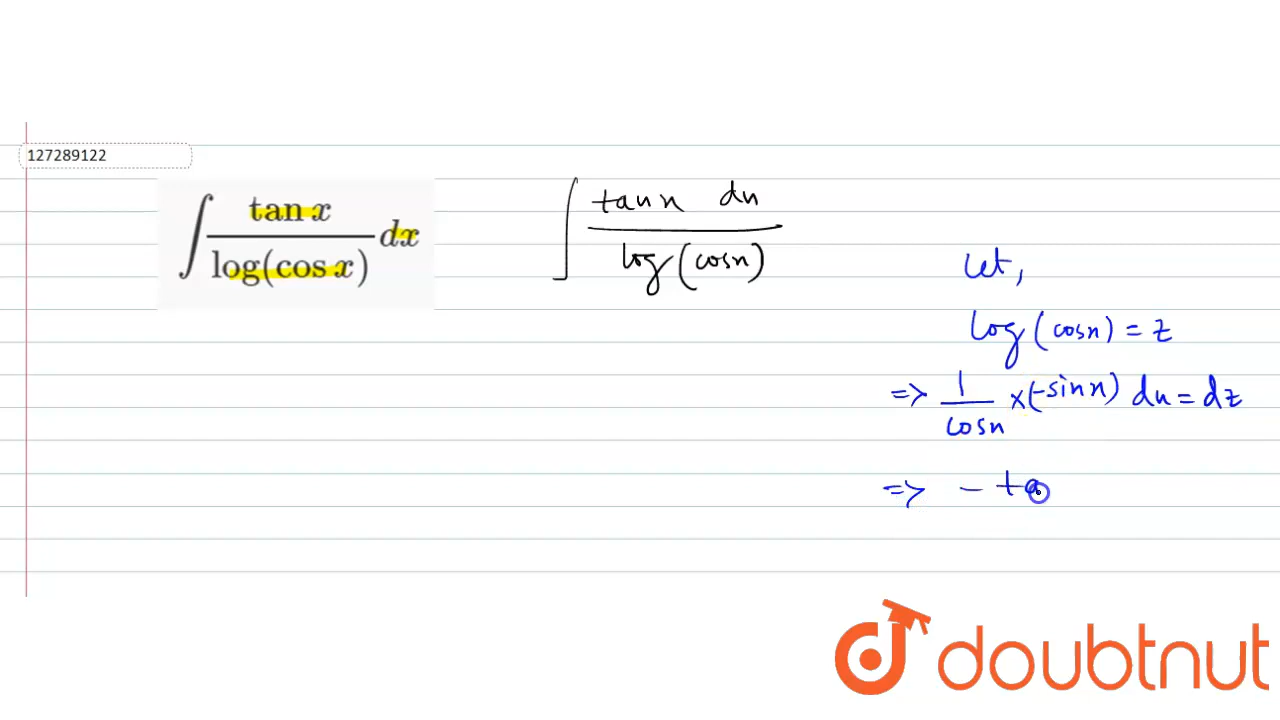 127289122
∫ tan x / log(cos x) dx
∫ tan x dx / log(cos x)
Let,
log(cos x) = z
=> 1/cos x × (-sin x) dx = dz
=> - ta
doubtnut